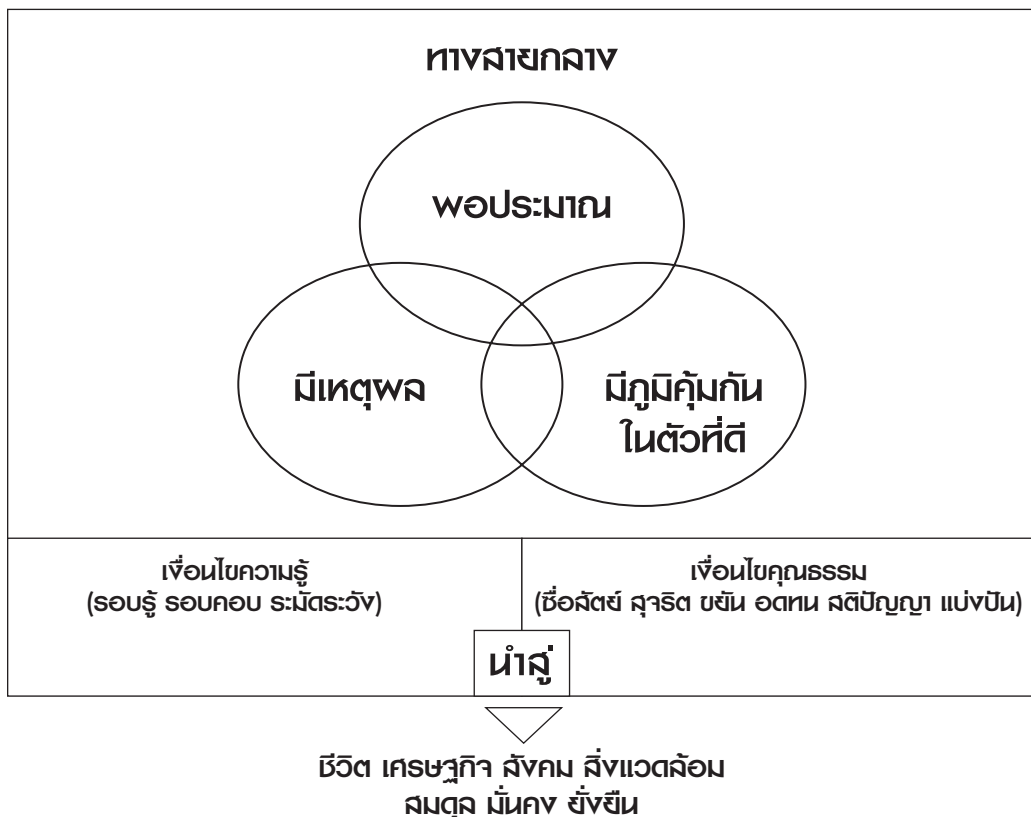 ทางสายกลาง
พอประมาณ
มีเหตุผล
มีภูมิคุ้มกัน
ในตัวที่ดี
เงื่อนไขความรู้
(รอบรู้ รอบคอบ ระมัดระวัง)
เงื่อนไขคุณธรรม
(ซื่อสัตย์ สุจริต ขยัน อดทน สติปัญญา แบ่งปัน)
นำสู่
ชีวิต เศรษฐกิจ สังคม สิ่งแวดล้อม
สมดุล มั่นคง ยั่งยืน